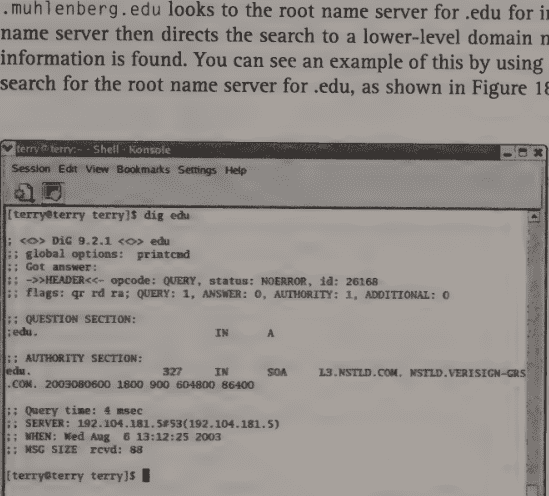 .muhlenberg.edu looks to the root name server for .edu for
name server then directs the search to a lower-level domain
information is found. You can see an example of this by using
search for the root name server for .edu, as shown in Figure
terry@terry:~ - Shell - Konsole
Session Edit View Bookmarks Settings Help
[terry@terry terry]$ dig edu
; <<>> DiG 9.2.1 <<>> edu
;; global options: printcmd
;; Got answer:
;; ->>HEADER<<- opcode: QUERY, status: NOERROR, id: 26168
;; flags: qr rd ra; QUERY: 1, ANSWER: 0, AUTHORITY: 1, ADDITIONAL: 0
;; QUESTION SECTION:
;edu. IN A
;; AUTHORITY SECTION:
edu. 327 IN SOA L3.NSTLD.COM. NSTLD.VERISIGN-GRS
.COM. 2003080600 1800 900 604800 86400
;; Query time: 4 msec
;; SERVER: 192.104.181.5#53(192.104.181.5)
;; WHEN: Wed Aug 6 13:12:25 2003
;; MSG SIZE rcvd: 88
[terry@terry terry]$